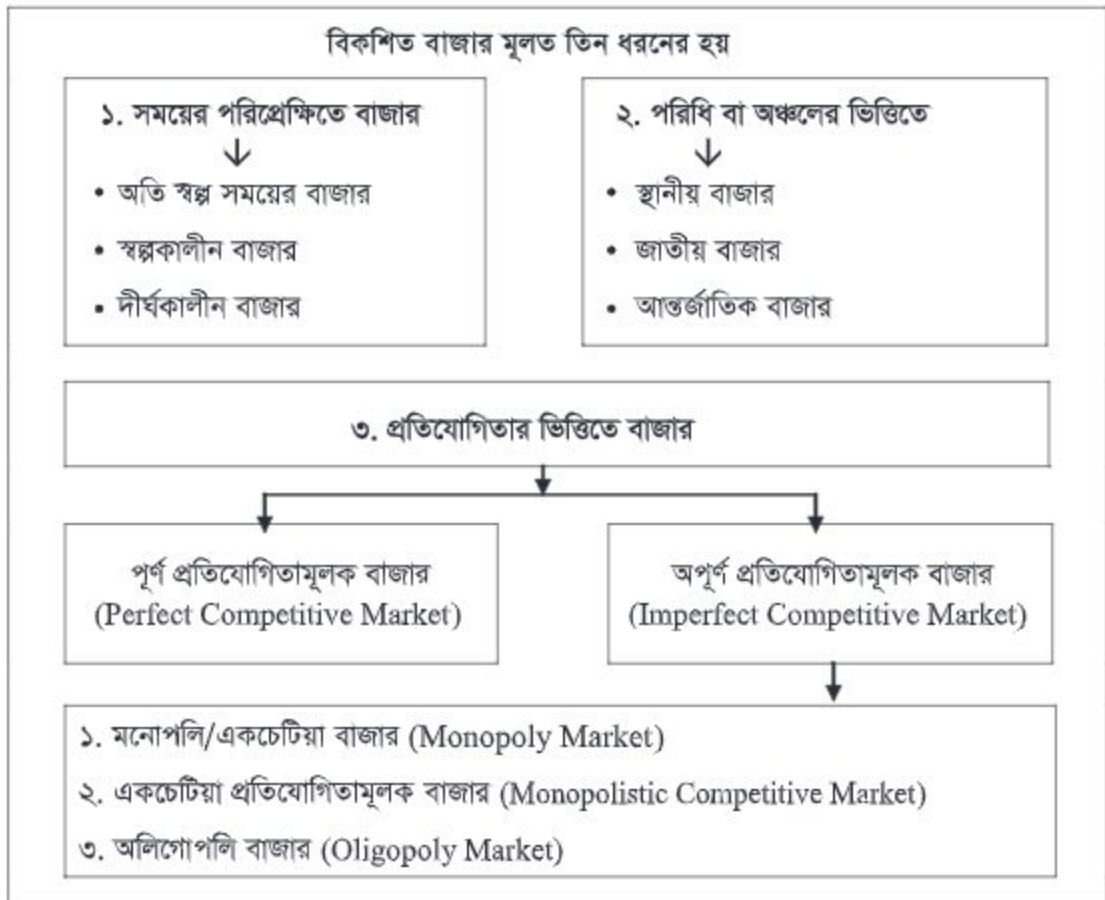 বিকশিত বাজার মূলত তিন ধরনের হয়
১. সময়ের পরিপ্রেক্ষিতে বাজার
• অতি স্বল্প সময়ের বাজার
• স্বল্পকালীন বাজার
• দীর্ঘকালীন বাজার
২. পরিধি বা অঞ্চলের ভিত্তিতে
• স্থানীয় বাজার
• জাতীয় বাজার
• আন্তর্জাতিক বাজার
৩. প্রতিযোগিতার ভিত্তিতে বাজার
পূর্ণ প্রতিযোগিতামূলক বাজার
(Perfect Competitive Market)
অপূর্ণ প্রতিযোগিতামূলক বাজার
(Imperfect Competitive Market)
১. মনোপলি/একচেটিয়া বাজার (Monopoly Market)
২. একচেটিয়া প্রতিযোগিতামূলক বাজার (Monopolistic Competitive Market)
৩. অলিগোপলি বাজার (Oligopoly Market)